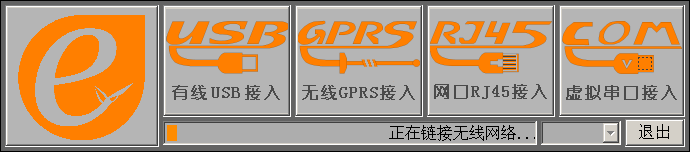 e
USB
有线USB接入
GPRS
无线GPRS接入
RJ45
网口RJ45接入
COM
虚拟串口接入
正在链接无线网络...
退出